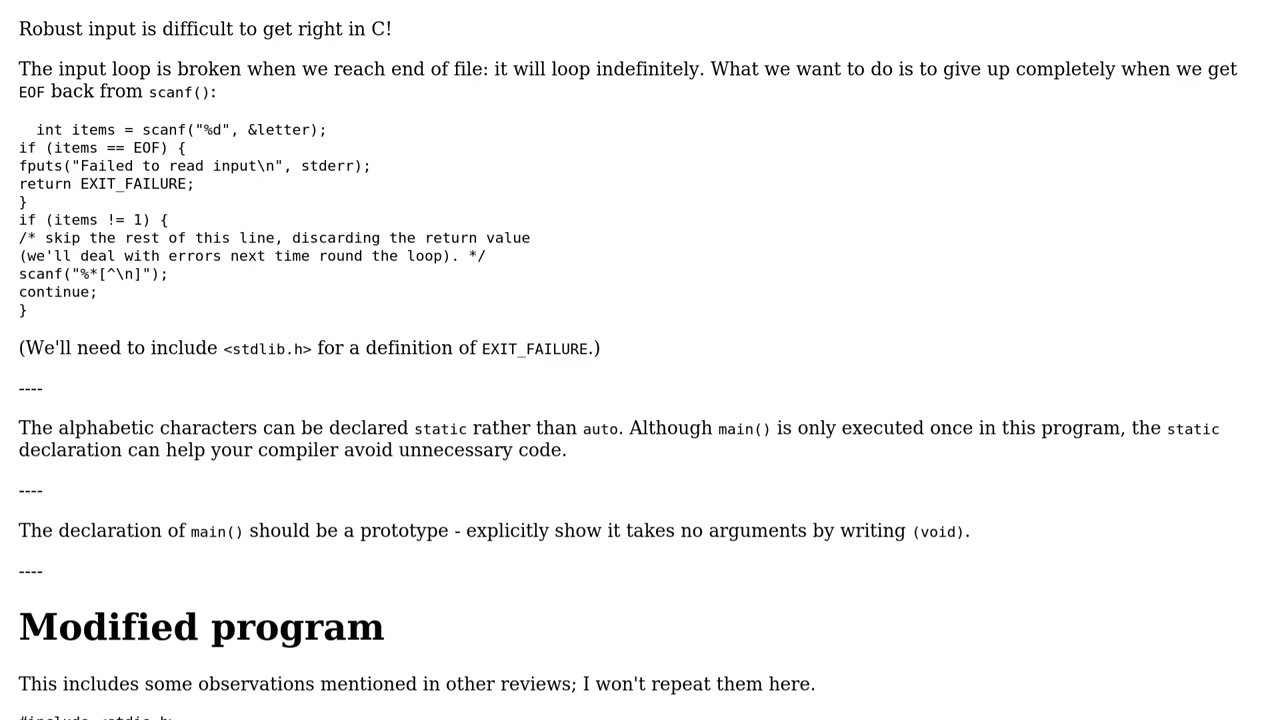 Robust input is difficult to get right in C!
The input loop is broken when we reach end of file: it will loop indefinitely. What we want to do is to give up completely when we get
EOF back from scanf():
int items = scanf("%d", &letter);
if (items == EOF) {
fputs("Failed to read input\n", stderr);
return EXIT_FAILURE;
}
if (items != 1) {
/* skip the rest of this line, discarding the return value
(we'll deal with errors next time round the loop). */
scanf("%*[^\n]");
continue;
}
(We'll need to include <stdlib.h> for a definition of EXIT_FAILURE.)
----
The alphabetic characters can be declared static rather than auto. Although main() is only executed once in this program, the static
declaration can help your compiler avoid unnecessary code.
----
The declaration of main() should be a prototype - explicitly show it takes no arguments by writing (void).
----
Modified program
This includes some observations mentioned in other reviews; I won't repeat them here.
#include <stdio.h>